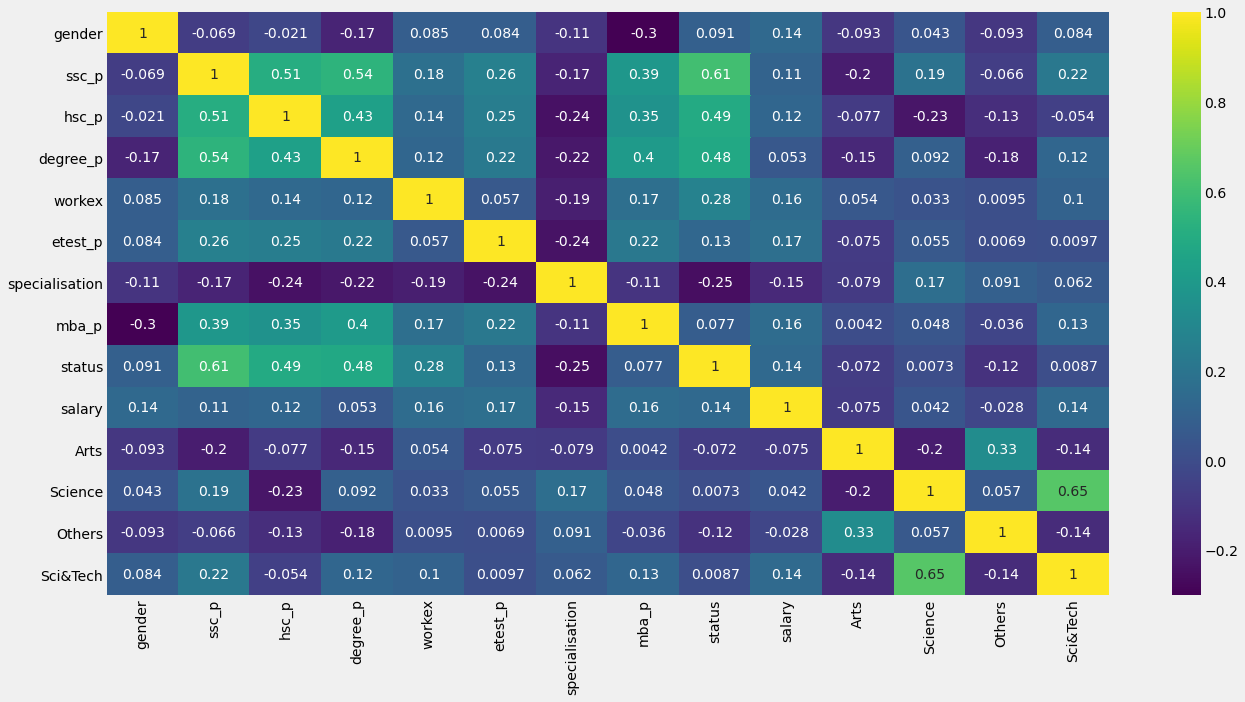 gender 1 -0.069 -0.021 -0.17 0.085 0.084 -0.11 -0.3 0.091 0.14 -0.093 0.043 -0.093 0.084
ssc_p -0.069 1 0.51 0.54 0.18 0.26 -0.17 0.39 0.61 0.11 -0.2 0.19 -0.066 0.22
hsc_p -0.021 0.51 1 0.43 0.14 0.25 -0.24 0.35 0.49 0.12 -0.077 -0.23 -0.13 -0.054
degree_p -0.17 0.54 0.43 1 0.12 0.22 -0.22 0.4 0.48 0.053 -0.15 0.092 -0.18 0.12
workex 0.085 0.18 0.14 0.12 1 0.057 -0.19 0.17 0.28 0.16 0.054 0.033 0.0095 0.1
etest_p 0.084 0.26 0.25 0.22 0.057 1 -0.24 0.22 0.13 0.17 -0.075 0.055 0.0069 0.0097
specialisation -0.11 -0.17 -0.24 -0.22 -0.19 -0.24 1 -0.11 -0.25 -0.15 -0.079 0.17 0.091 0.062
mba_p -0.3 0.39 0.35 0.4 0.17 0.22 -0.11 1 0.077 0.16 0.0042 0.048 -0.036 0.13
status 0.091 0.61 0.49 0.48 0.28 0.13 -0.25 0.077 1 0.14 -0.072 0.0073 -0.12 0.0087
salary 0.14 0.11 0.12 0.053 0.16 0.17 -0.15 0.16 0.14 1 -0.075 0.042 -0.028 0.14
Arts -0.093 -0.2 -0.077 -0.15 0.054 -0.075 -0.079 0.0042 -0.072 -0.075 1 -0.2 0.33 -0.14
Science 0.043 0.19 -0.23 0.092 0.033 0.055 0.17 0.048 0.0073 0.042 -0.2 1 0.057 0.65
Others -0.093 -0.066 -0.13 -0.18 0.0095 0.0069 0.091 -0.036 -0.12 -0.028 0.33 0.057 1 -0.14
Sci&Tech 0.084 0.22 -0.054 0.12 0.1 0.0097 0.062 0.13 0.0087 0.14 -0.14 0.65 -0.14 1
gender ssc_p hsc_p degree_p workex etest_p specialisation mba_p status salary Arts Science Others Sci&Tech
1.0
0.8
0.6
0.4
0.2
0.0
−0.2